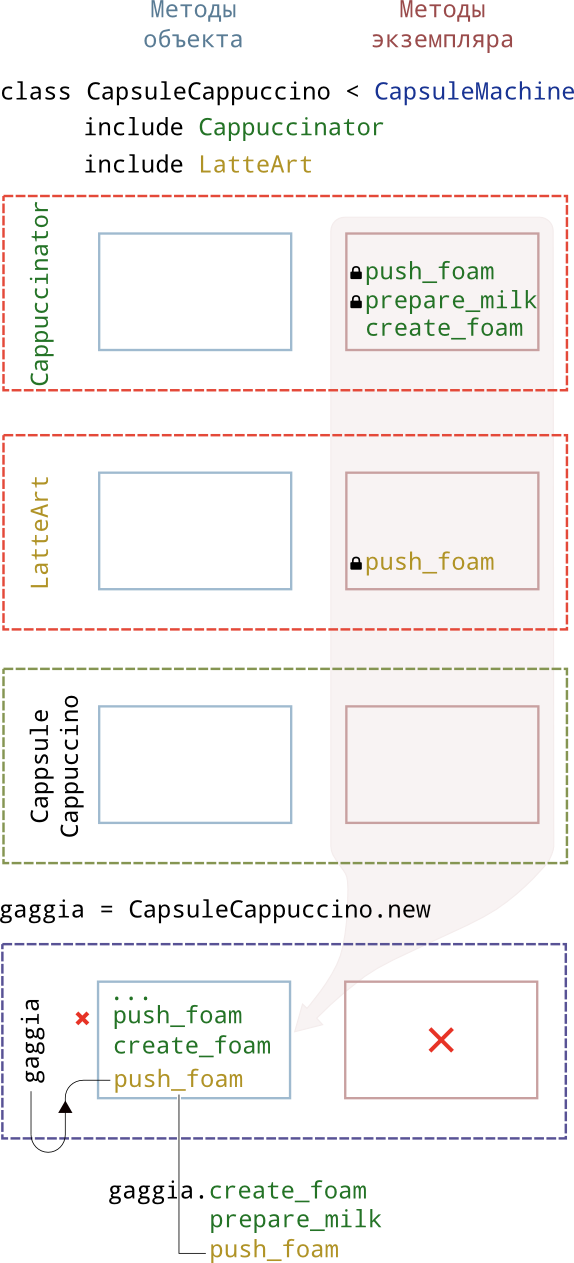 Методы
объекта
Методы
экземпляра
class CapsuleCappuccino < CapsuleMachine
include Cappuccinator
include LatteArt
Cappuccinator
push_foam
prepare_milk
create_foam
LatteArt
push_foam
Cappsule
Cappuccino
gaggia = CapsuleCappuccino.new
gaggia
...
push_foam
create_foam
push_foam
gaggia.create_foam
prepare_milk
push_foam